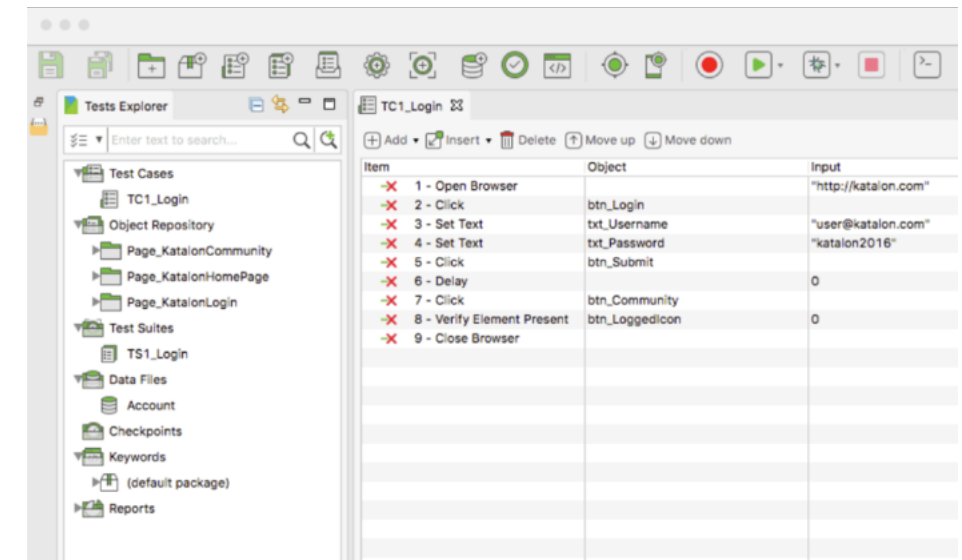 Tests Explorer
Enter text to search...
Test Cases
TC1_Login
Object Repository
Page_KatalonCommunity
Page_KatalonHomePage
Page_KatalonLogin
Test Suites
TS1_Login
Data Files
Account
Checkpoints
Keywords
(default package)
Reports
TC1_Login
Add Insert Delete Move up Move down
Item Object Input
1 - Open Browser "http://katalon.com"
2 - Click btn_Login
3 - Set Text txt_Username "user@katalon.com"
4 - Set Text txt_Password "katalon2016"
5 - Click btn_Submit
6 - Delay 0
7 - Click btn_Community
8 - Verify Element Present btn_LoggedIcon 0
9 - Close Browser